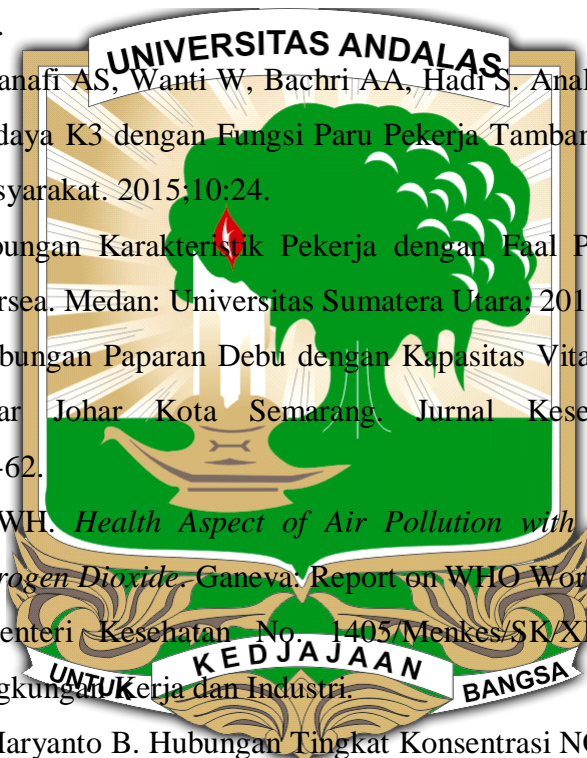 UNIVERSITAS ANDALAS
anafi AS, Wanti W, Bachri AA, Hadi S. Anal
daya K3 dengan Fungsi Paru Pekerja Tamban
syarakat. 2015;10:24.
bungan Karakteristik Pekerja dengan Faal P
rsea. Medan: Universitas Sumatera Utara; 201
bungan Paparan Debu dengan Kapasitas Vita
ar Johar Kota Semarang. Jurnal Kese
-62.
WH. Health Aspect of Air Pollution with
rogen Dioxide. Ganeva: Report on WHO Wor
enteri Kesehatan No. 1405/Menkes/SK/X
gkungan Kerja dan Industri.
UNTUK KEDJAJAAN BANGSA
Haryanto B. Hubungan Tingkat Konsentrasi NO